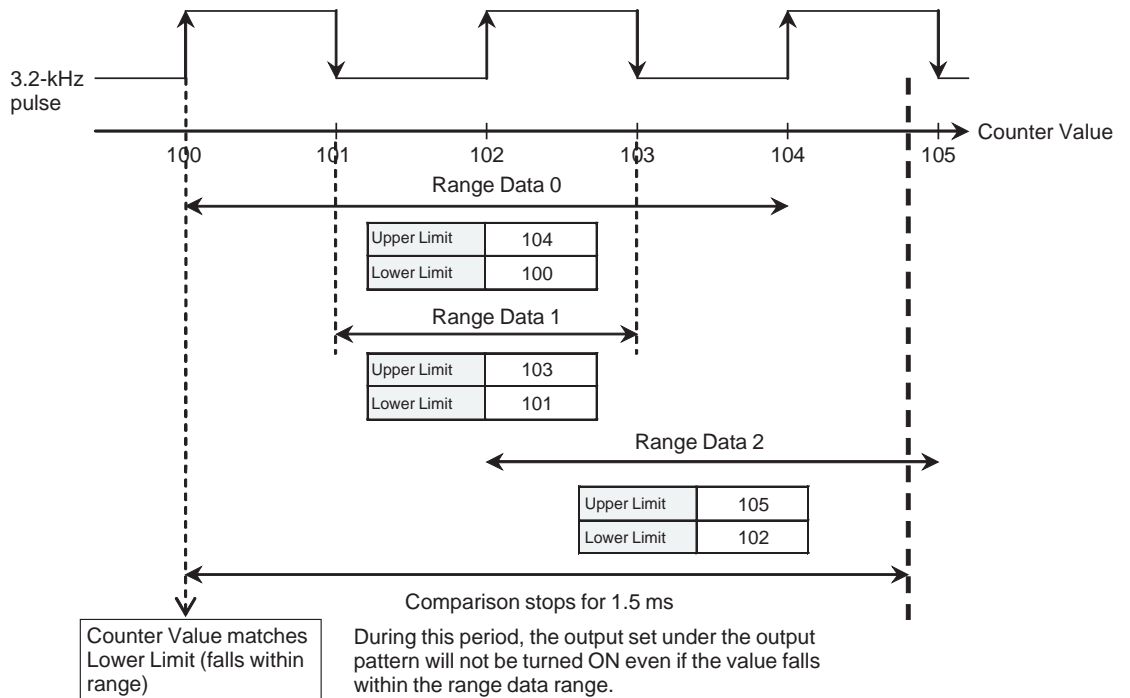 3.2-kHz
pulse
Counter Value
100 101 102 103 104 105
Range Data 0
Upper Limit 104
Lower Limit 100
Range Data 1
Upper Limit 103
Lower Limit 101
Range Data 2
Upper Limit 105
Lower Limit 102
Comparison stops for 1.5 ms
Counter Value matches
Lower Limit (falls within
range)
During this period, the output set under the output
pattern will not be turned ON even if the value falls
within the range data range.